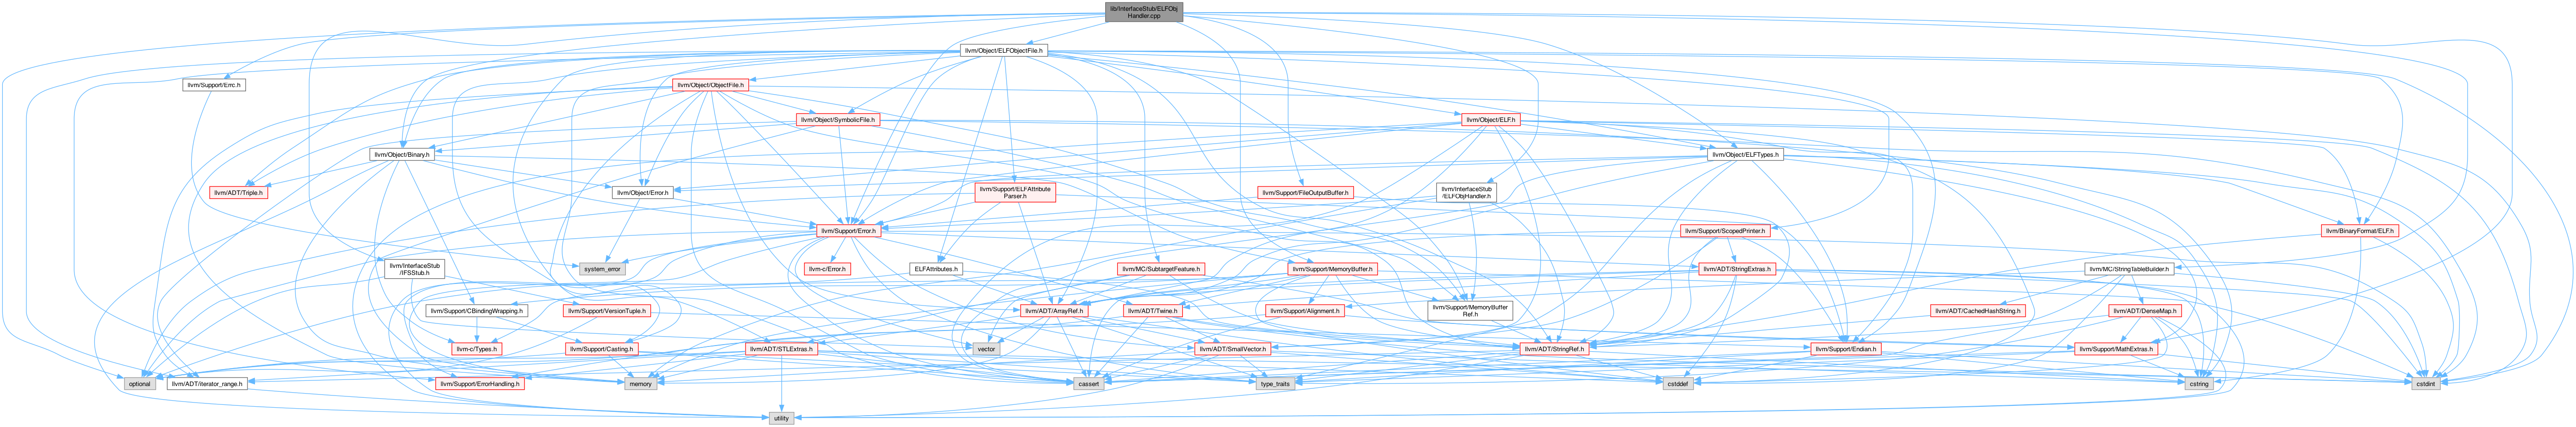 lib/InterfaceStub/ELFObj
Handler.cpp
llvm/Object/ELFObjectFile.h
llvm/Support/Errc.h
llvm/Object/ObjectFile.h
llvm/Object/SymbolicFile.h
llvm/Object/ELF.h
llvm/Object/Binary.h
llvm/Object/ELFTypes.h
llvm/ADT/Triple.h
llvm/Object/Error.h
llvm/Support/ELFAttribute
Parser.h
llvm/Support/FileOutputBuffer.h
llvm/InterfaceStub
/ELFObjHandler.h
llvm/Support/Error.h
llvm/Support/ScopedPrinter.h
llvm/BinaryFormat/ELF.h
llvm/InterfaceStub
/IFSStub.h
system_error
llvm-c/Error.h
ELFAttributes.h
llvm/MC/SubtargetFeature.h
llvm/Support/MemoryBuffer.h
llvm/ADT/StringExtras.h
llvm/MC/StringTableBuilder.h
llvm/Support/CBindingWrapping.h
llvm/Support/VersionTuple.h
llvm/ADT/ArrayRef.h
llvm/ADT/Twine.h
llvm/Support/Alignment.h
llvm/Support/MemoryBuffer
Ref.h
llvm/ADT/CachedHashString.h
llvm/ADT/DenseMap.h
llvm-c/Types.h
llvm/Support/Casting.h
llvm/ADT/STLExtras.h
vector
llvm/ADT/SmallVector.h
llvm/ADT/StringRef.h
llvm/Support/Endian.h
llvm/Support/MathExtras.h
optional
llvm/ADT/iterator_range.h
llvm/Support/ErrorHandling.h
memory
cassert
type_traits
cstddef
cstring
cstdint
utility